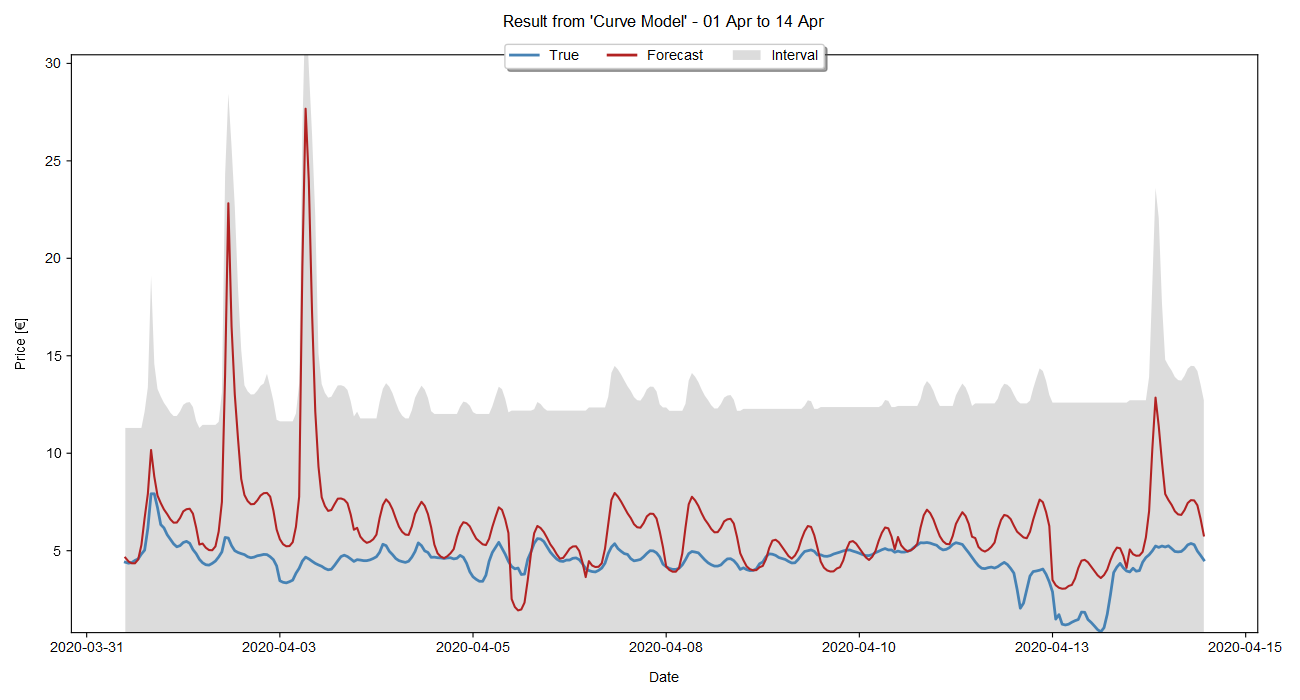 Result from 'Curve Model' - 01 Apr to 14 Apr
True Forecast Interval
30
25
20
15
10
5
Price [€]
2020-03-31 2020-04-03 2020-04-05 2020-04-08 2020-04-10 2020-04-13 2020-04-15
Date